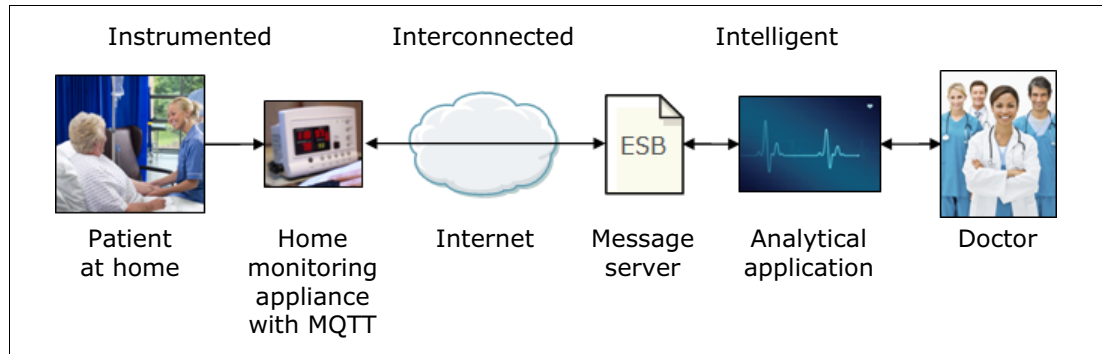 Instrumented
Interconnected
Intelligent
ESB
Patient
at home
Home
monitoring
appliance
with MQTT
Internet
Message
server
Analytical
application
Doctor